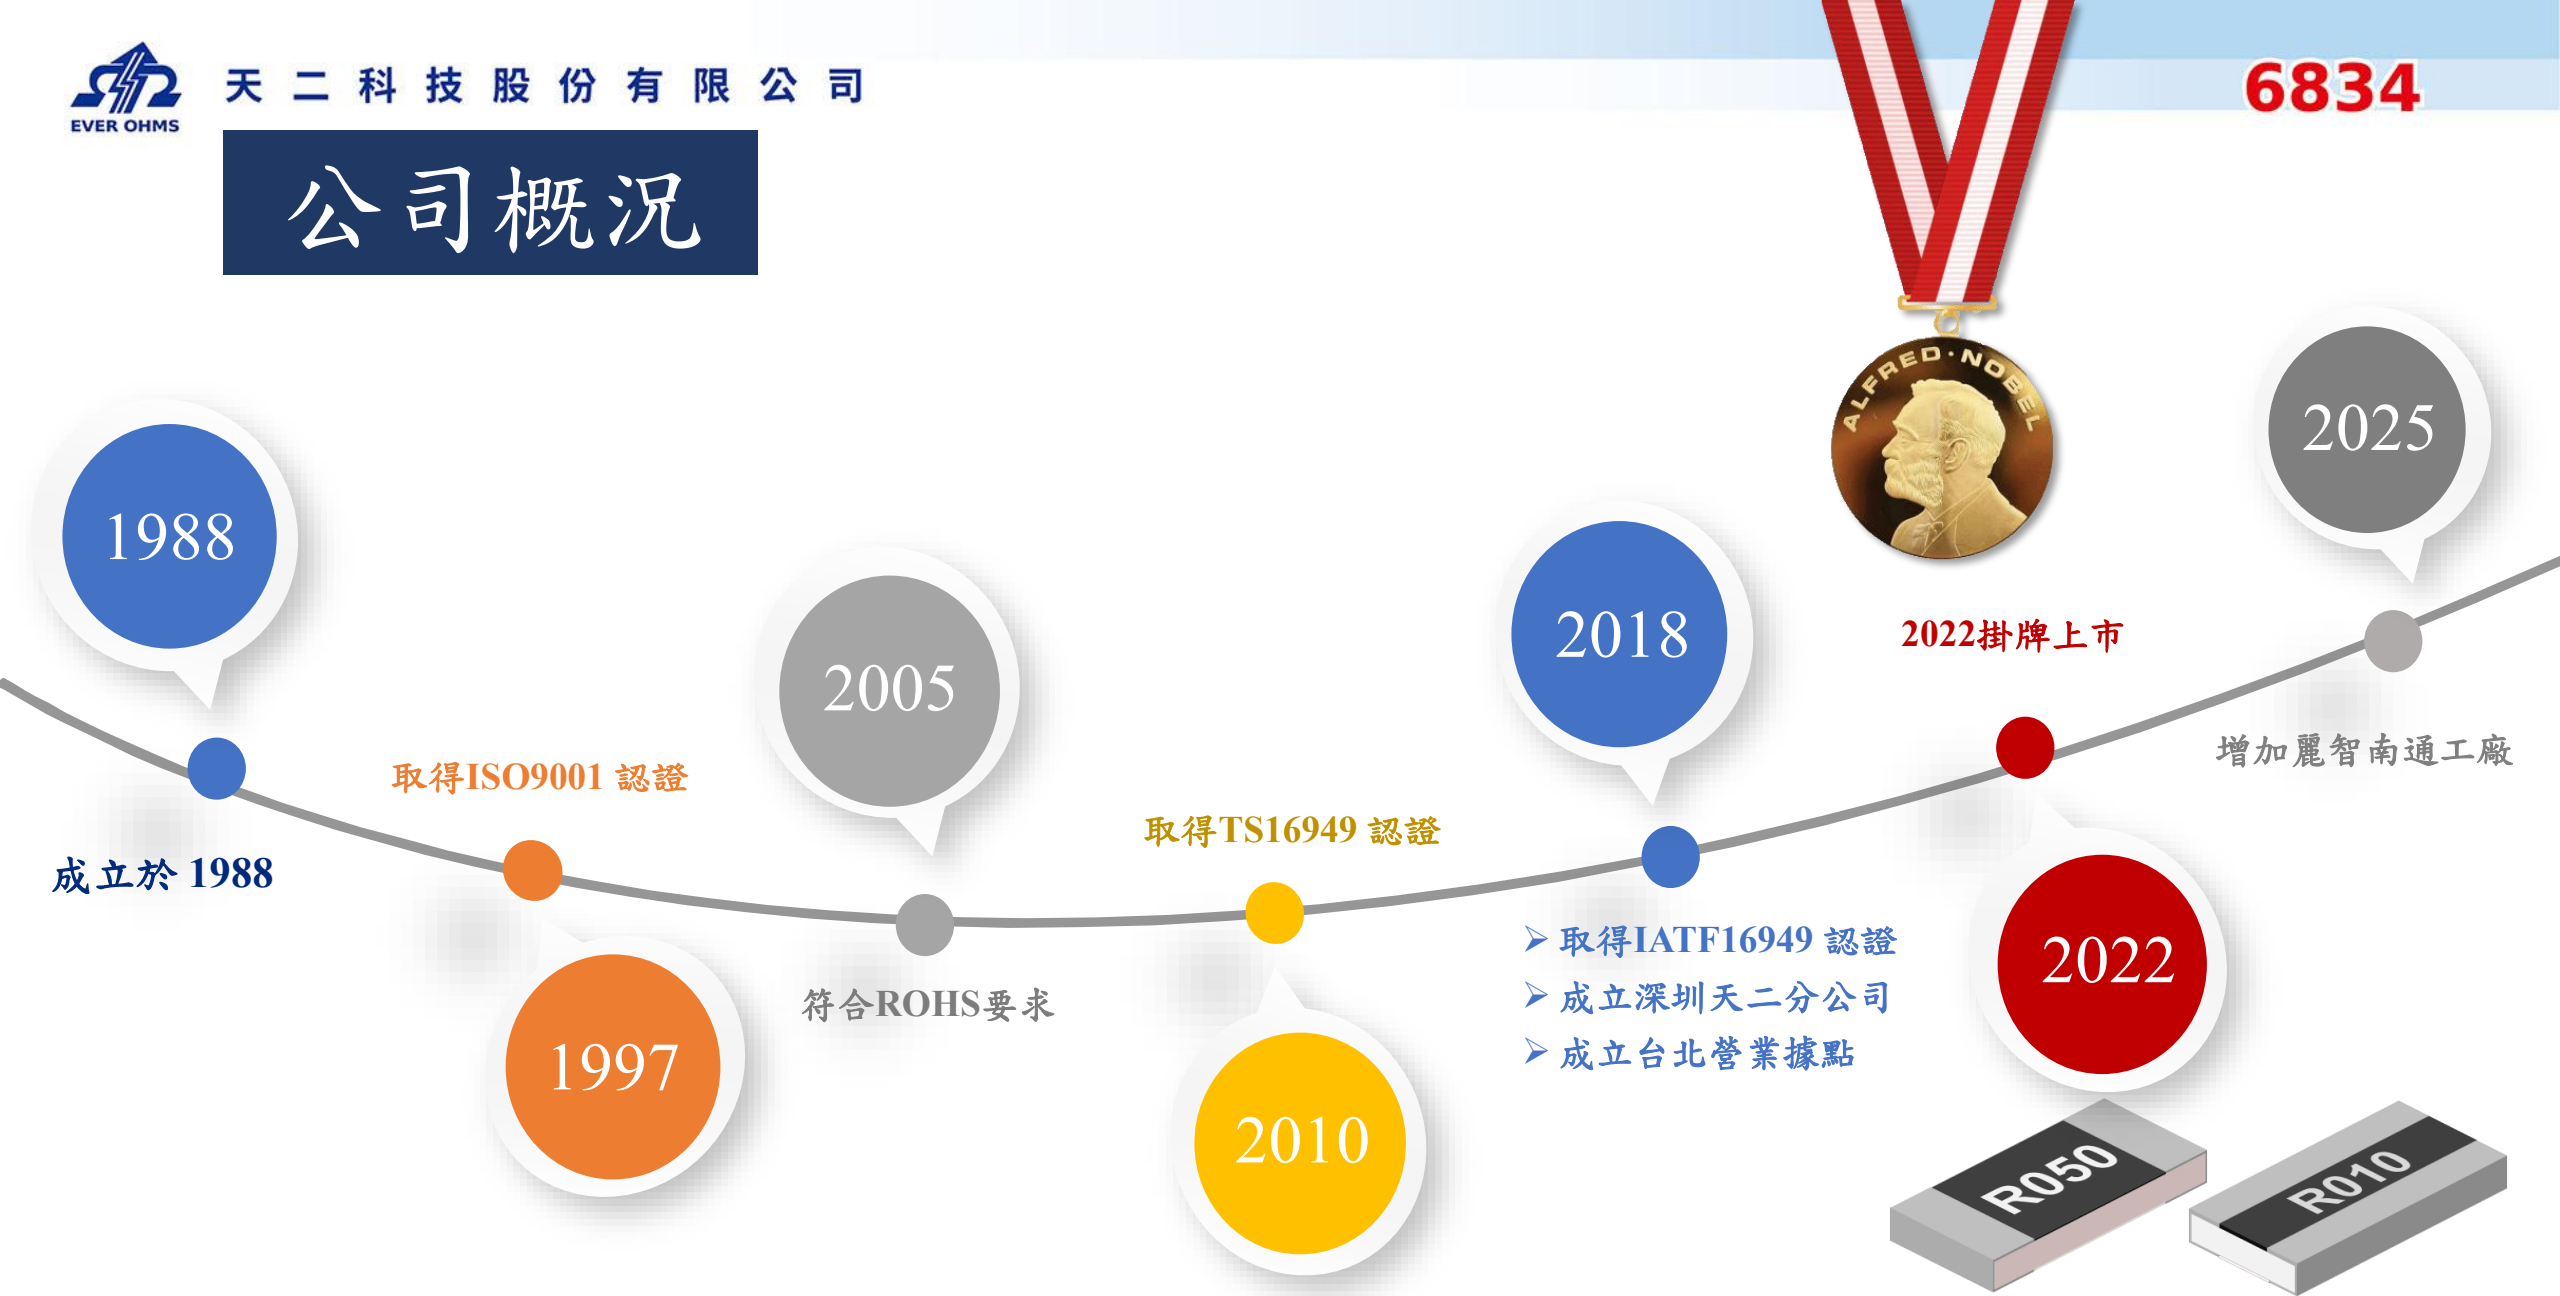 天二科技股份有限公司
EVER OHMS
6834
公司概況
ALFRED·NOBEL
1988
成立於 1988
取得ISO9001 認證
1997
2005
符合ROHS要求
取得TS16949 認證
2010
2018
取得IATF16949 認證
成立深圳天二分公司
成立台北營業據點
2022掛牌上市
2022
2025
增加麗智南通工廠
R050
R010